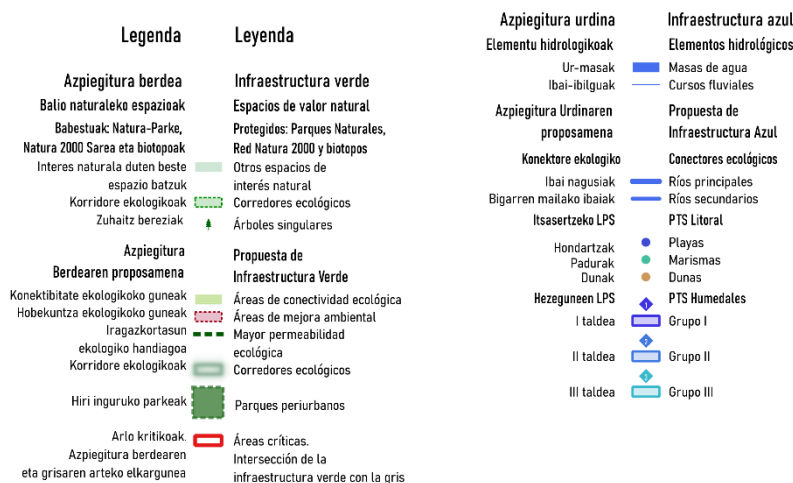 Legenda Leyenda
Azpiegitura berdea Infraestructura verde
Balio naturaleko espazioak Espacios de valor natural
Babestuak: Natura-Parke, Protegidos: Parques Naturales,
Natura 2000 Sarea eta biotopoak Red Natura 2000 y biotopos
Interes naturala duten beste Otros espacios de
espazio batzuk interés natural
Korridore ekologikoak Corredores ecológicos
Zuhaitz bereziak Árboles singulares
Azpiegitura Propuesta de
Berdearen proposamena Infraestructura Verde
Konektibitate ekologikoko guneak Áreas de conectividad ecológica
Hobekuntza ekologikoko guneak Áreas de mejora ambiental
Iragazkortasun Mayor permeabilidad
ekologiko handiagoa ecológica
Korridore ekologikoak Corredores ecológicos
Hiri inguruko parkeak Parques periurbanos
Arlo kritikoak. Áreas críticas.
Azpiegitura berdearen Intersección de la
eta grisaren arteko elkargunea infraestructura verde con la gris
Azpiegitura urdina Infraestructura azul
Elementu hidrologikoak Elementos hidrológicos
Ur-masak Masas de agua
Ibai-ibilguak Cursos fluviales
Azpiegitura Urdinaren Propuesta de
proposamena Infraestructura Azul
Konektore ekologiko Conectores ecológicos
Ibai nagusiak Ríos principales
Bigarren mailako ibaiak Ríos secundarios
Itsasertzeko LPS PTS Litoral
Hondartzak Playas
Padurak Marismas
Dunak Dunas
Hezeguneen LPS PTS Humedales
I taldea Grupo I
II taldea Grupo II
III taldea Grupo III